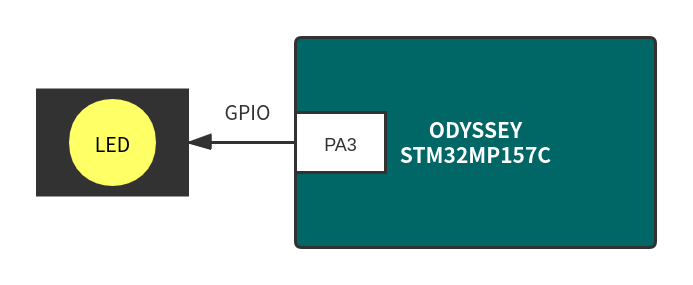 GPIO
LED
PA3
ODYSSEY
STM32MP157C